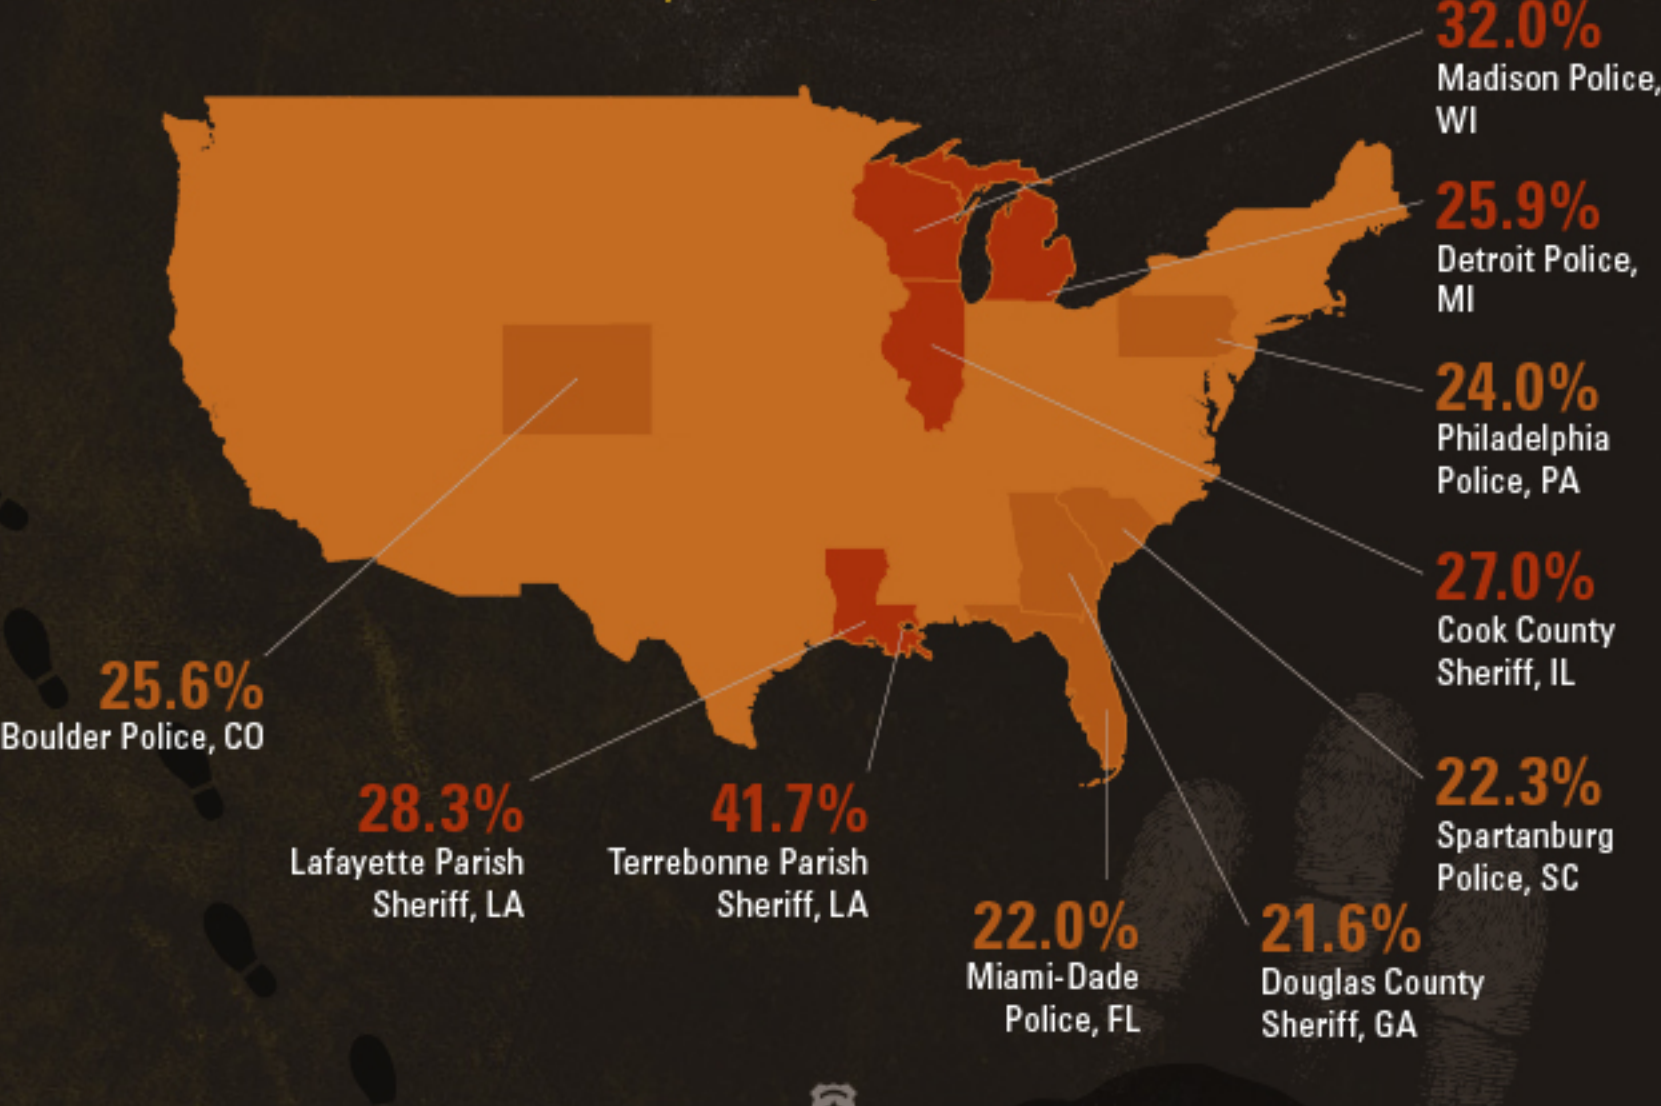 32.0%
Madison Police,
WI
25.9%
Detroit Police,
MI
24.0%
Philadelphia
Police, PA
27.0%
Cook County
Sheriff, IL
22.3%
Spartanburg
Police, SC
21.6%
Douglas County
Sheriff, GA
22.0%
Miami-Dade
Police, FL
41.7%
Terrebonne Parish
Sheriff, LA
28.3%
Lafayette Parish
Sheriff, LA
25.6%
Boulder Police, CO